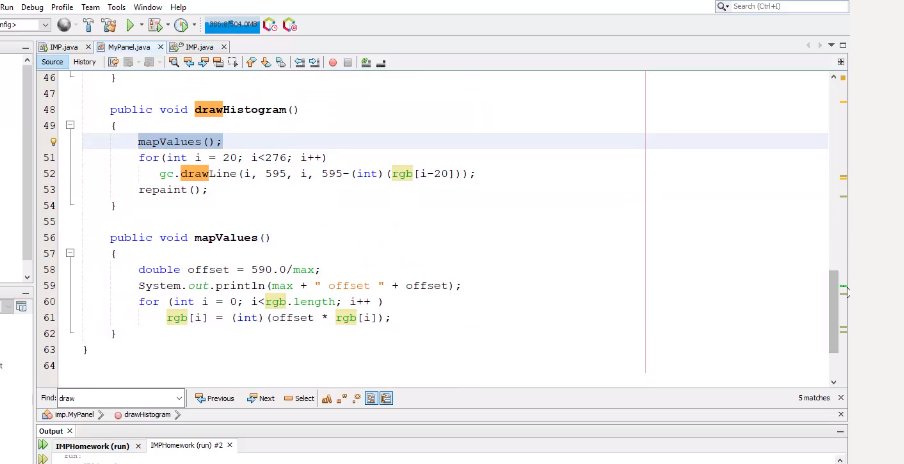 Run Debug Profile Team Tools Window Help
Search (Ctrl+I)
nfig>
IMP.java MyPanel.java IMP.java
Source History
46 }
47
48 public void drawHistogram()
49 {
mapValues();
51 for(int i = 20; i<276; i++)
52 gc.drawLine(i, 595, i, 595-(int)(rgb[i-20]));
53 repaint();
54 }
55
56 public void mapValues()
57 {
58 double offset = 590.0/max;
59 System.out.println(max + " offset " + offset);
60 for (int i = 0; i<rgb.length; i++ )
61 rgb[i] = (int)(offset * rgb[i]);
62 }
63 }
64
Find: draw Previous Next Select 5 matches
imp.MyPanel drawHistogram
Output
IMPHomework (run) IMPHomework (run) #2
run: